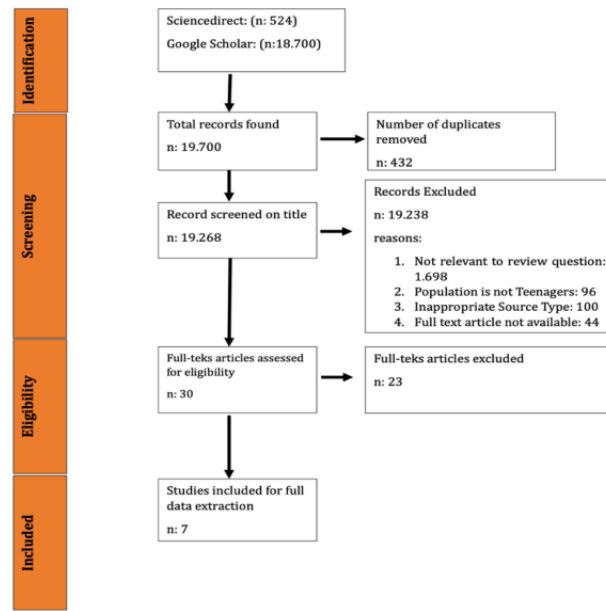 Identification
Sciencedirect: (n: 524)
Google Scholar: (n:18.700)
Screening
Total records found
n: 19.700
Number of duplicates
removed
n: 432
Record screened on title
n: 19.268
Records Excluded
n: 19.238
reasons:
1. Not relevant to review question:
1.698
2. Population is not Teenagers: 96
3. Inappropriate Source Type: 100
4. Full text article not available: 44
Eligibility
Full-teks articles assessed
for eligibility
n: 30
Full-teks articles excluded
n: 23
Included
Studies included for full
data extraction
n: 7